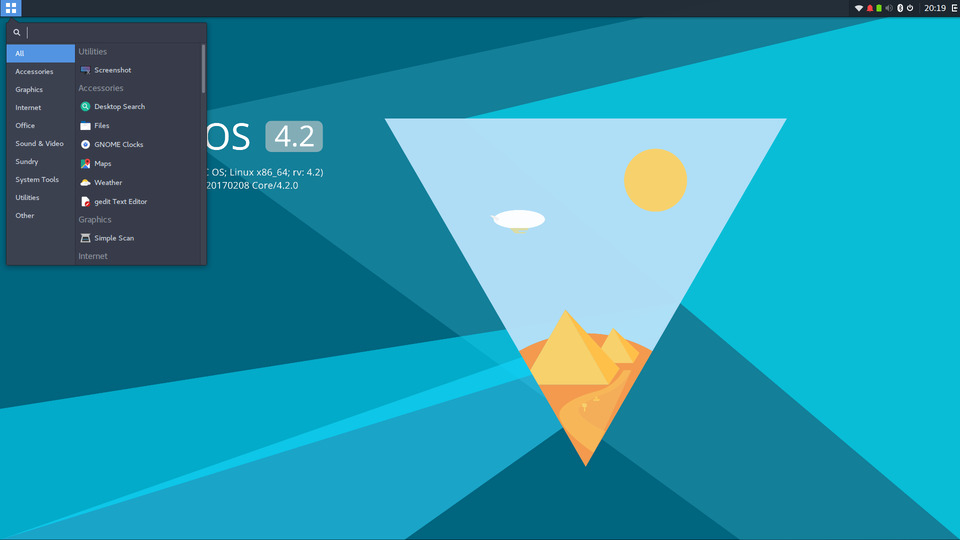 20:19
All
Accessories
Graphics
Internet
Office
Sound & Video
Sundry
System Tools
Utilities
Other
Utilities
Screenshot
Accessories
Desktop Search
Files
GNOME Clocks
Maps
Weather
gedit Text Editor
Graphics
Simple Scan
Internet
OS 4.2
OS; Linux x86_64; rv: 4.2)
20170208 Core/4.2.0